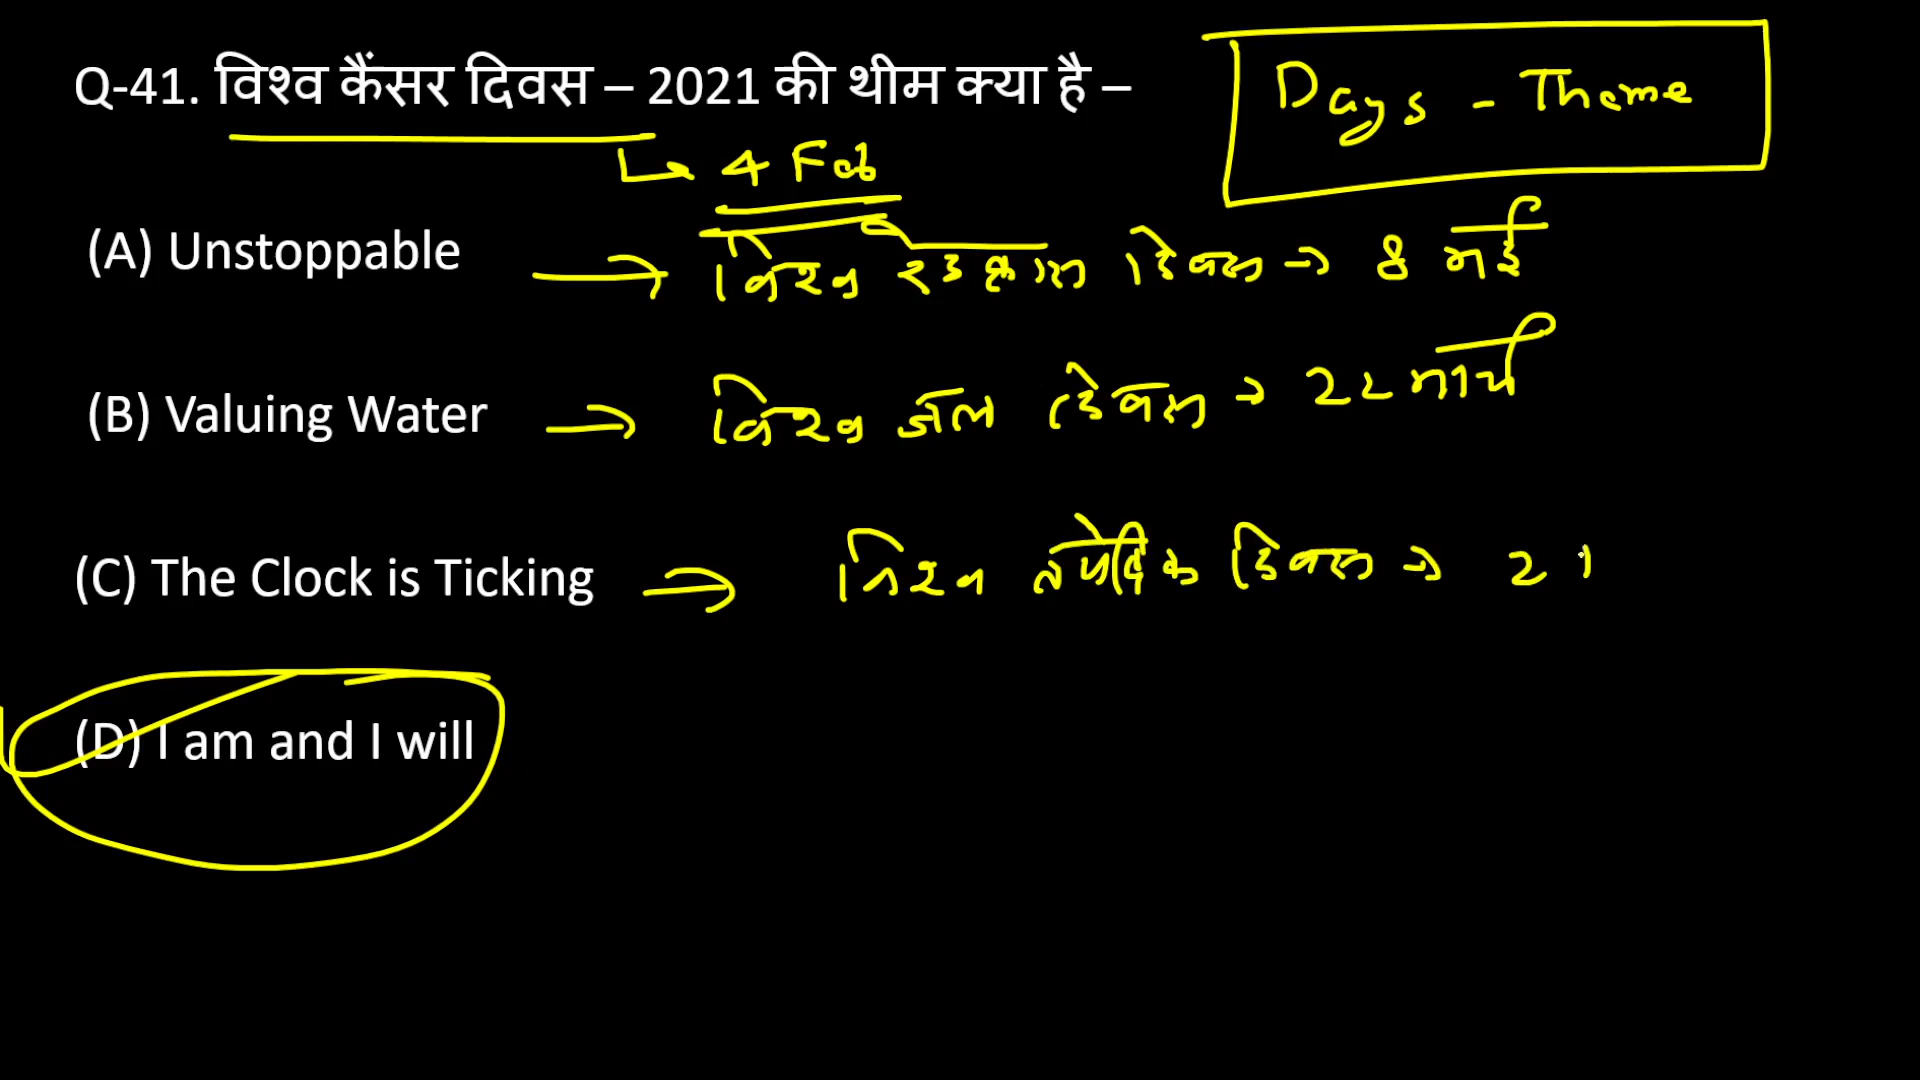 Q-41. विश्व कैंसर दिवस – 2021 की थीम क्या है –
Days - Theme
4 Feb
(A) Unstoppable → विश्व रेडक्रास दिवस → 8 मई
(B) Valuing Water → विश्व जल दिवस → 22 मार्च
(C) The Clock is Ticking → विश्व तपेदिक दिवस → 2
(D) I am and I will